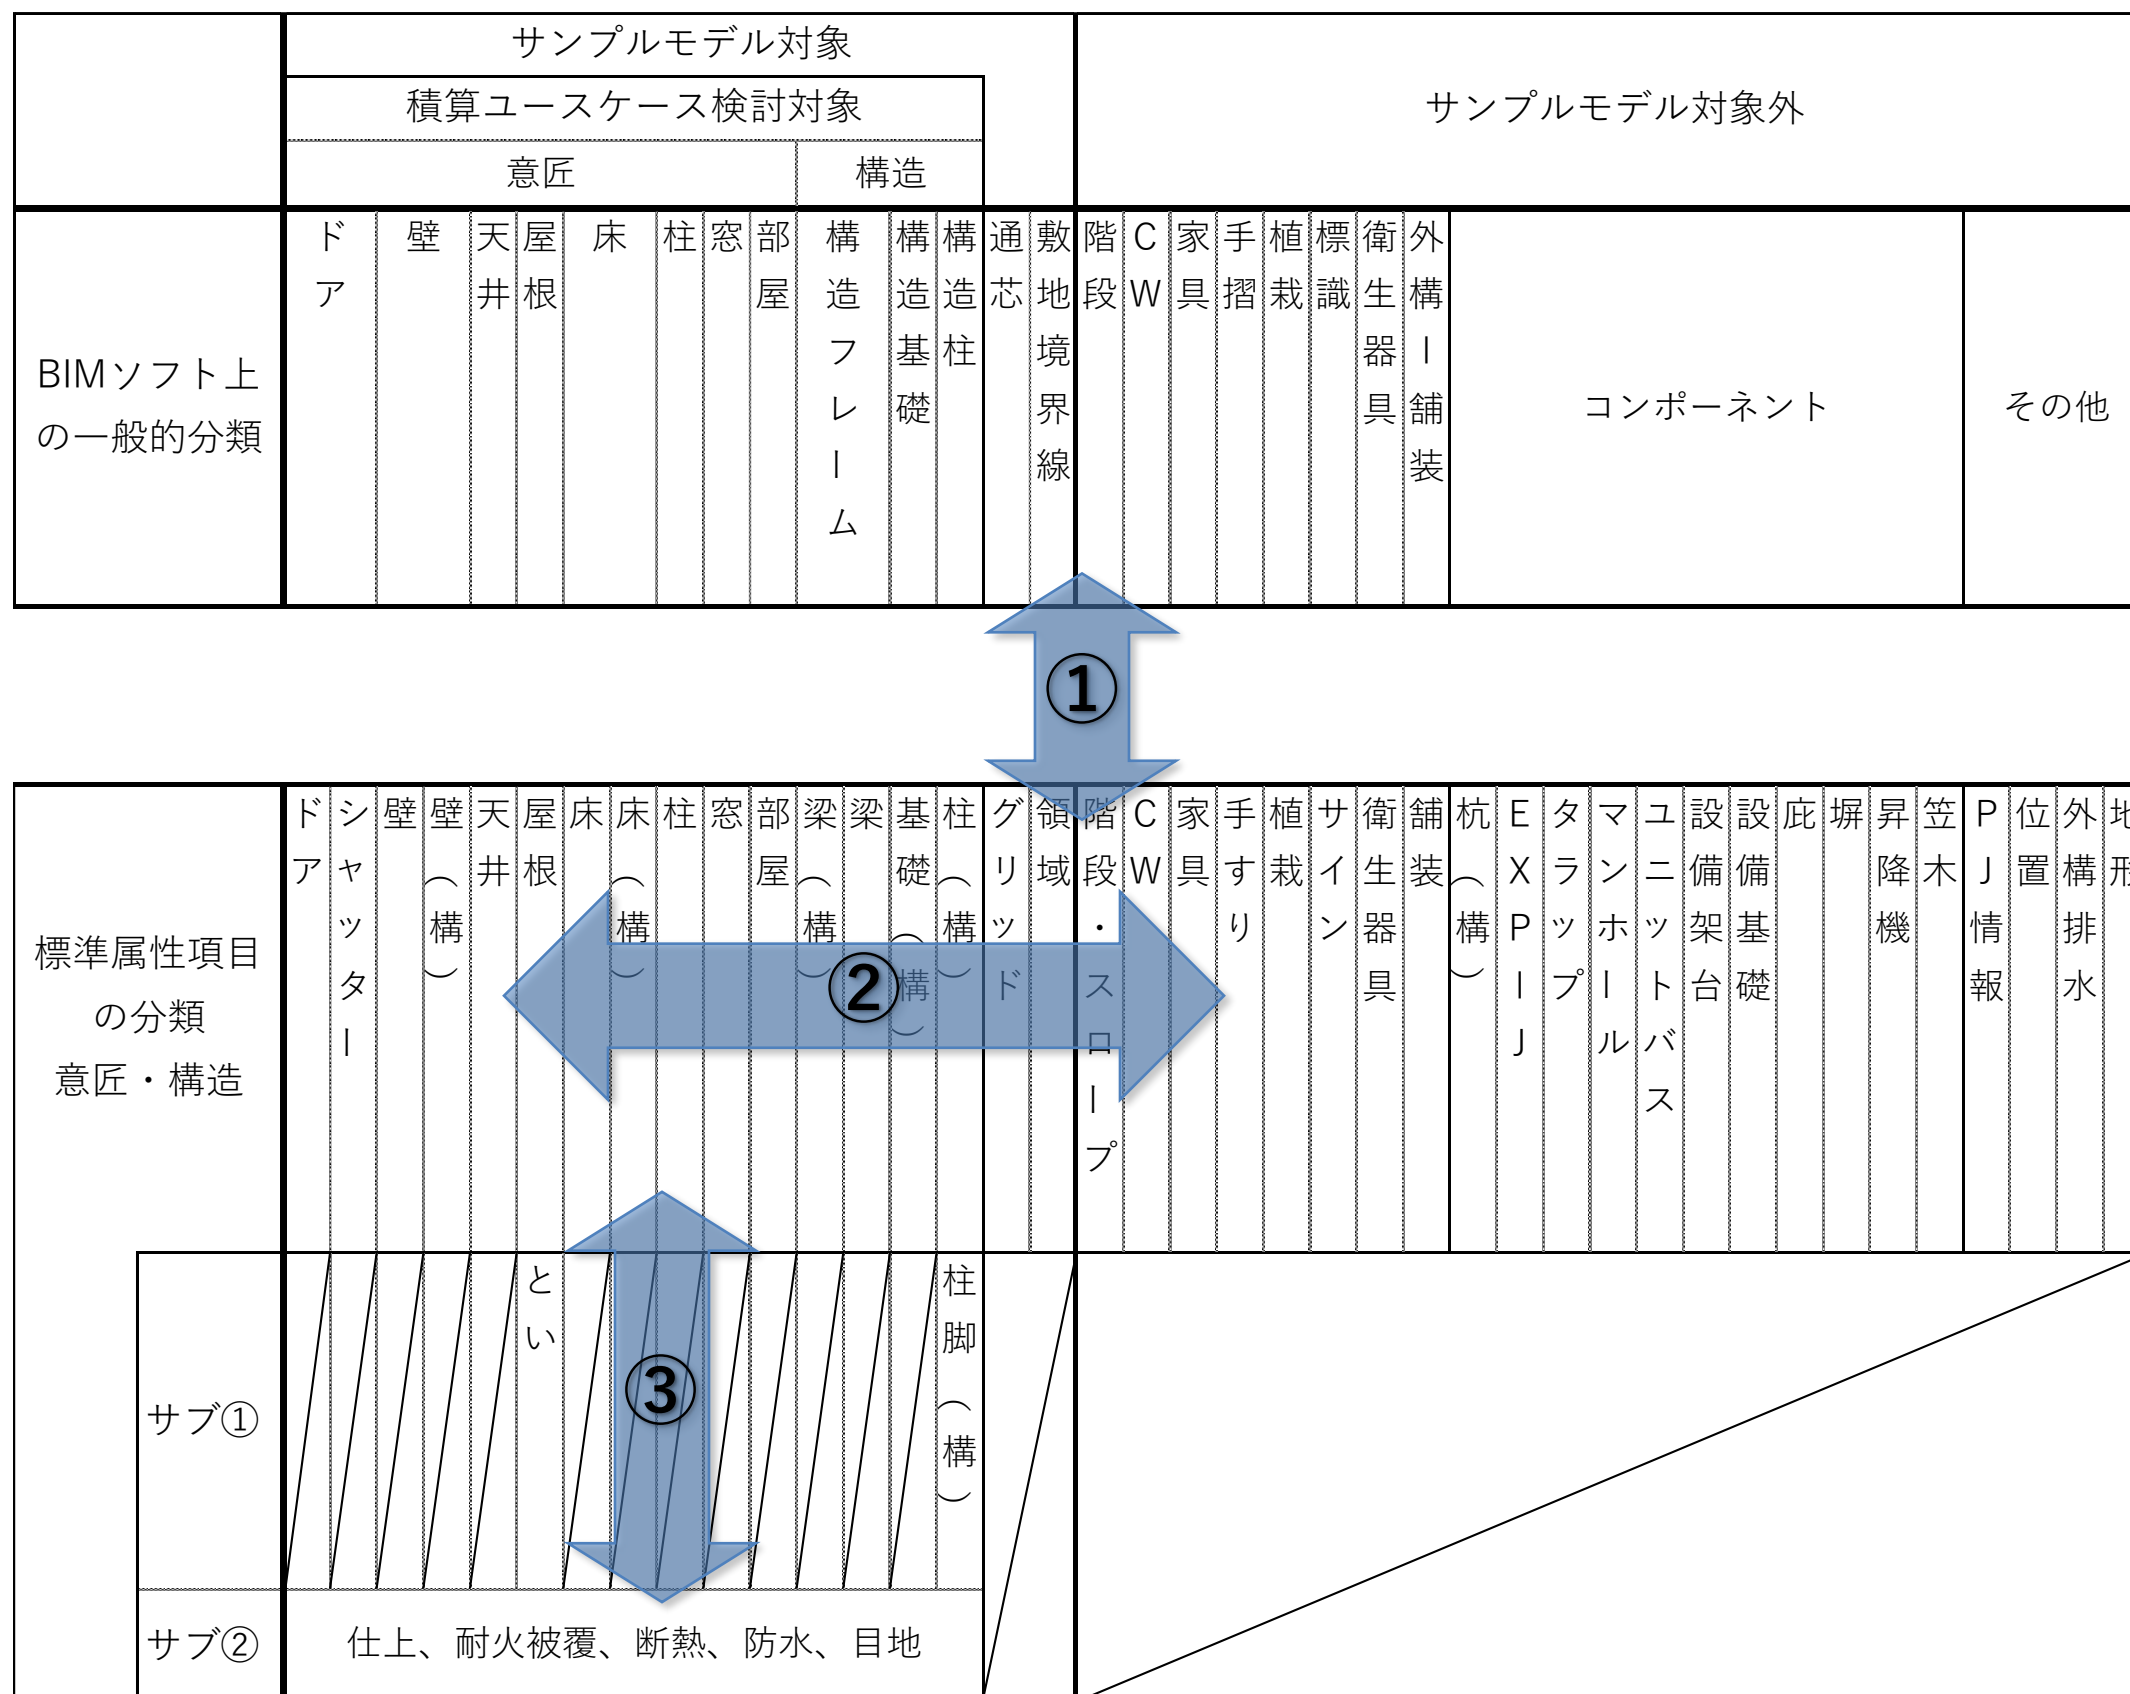 サンプルモデル対象
サンプルモデル対象外
積算ユースケース検討対象
意匠
構造
BIMソフト上
の一般的分類
ドア
壁
天井
屋根
床
柱
窓
部屋
構造フレーム
構造基礎
構造柱
通芯
敷地境界線
階段
CW
家具
手摺
植栽
標識
衛生器具
外構ー舗装
コンポーネント
その他
①
標準属性項目
の分類
意匠・構造
ドア
シャッター
壁
壁（構）
天井
屋根
床
床（構）
柱
窓
部屋
梁（構）
梁
基礎（構）
柱（構）
グリッド
領域
階段・スロープ
CW
家具
手すり
植栽
サイン
衛生器具
舗装
杭（構）
EXPーJ
タラップ
マンホール
ユニットバス
設備架台
設備基礎
庇
塀
昇降機
笠木
PJ情報
位置
外構排水
地形
②
サブ①
とい
柱脚（構）
③
サブ②
仕上、耐火被覆、断熱、防水、目地